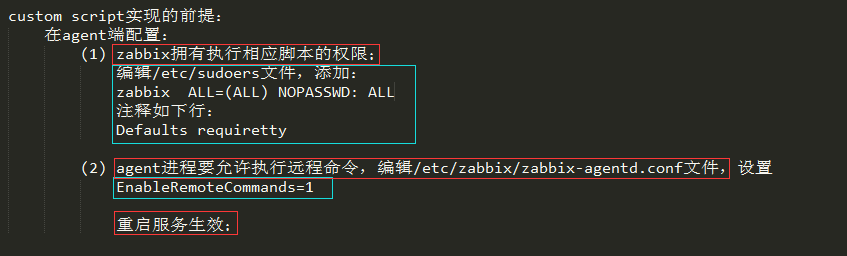 custom script实现的前提：
在agent端配置：
(1) zabbix拥有执行相应脚本的权限；
编辑/etc/sudoers文件，添加：
zabbix  ALL=(ALL) NOPASSWD: ALL
注释如下行：
Defaults requiretty
(2) agent进程要允许执行远程命令，编辑/etc/zabbix/zabbix-agentd.conf文件，设置
EnableRemoteCommands=1
重启服务生效；